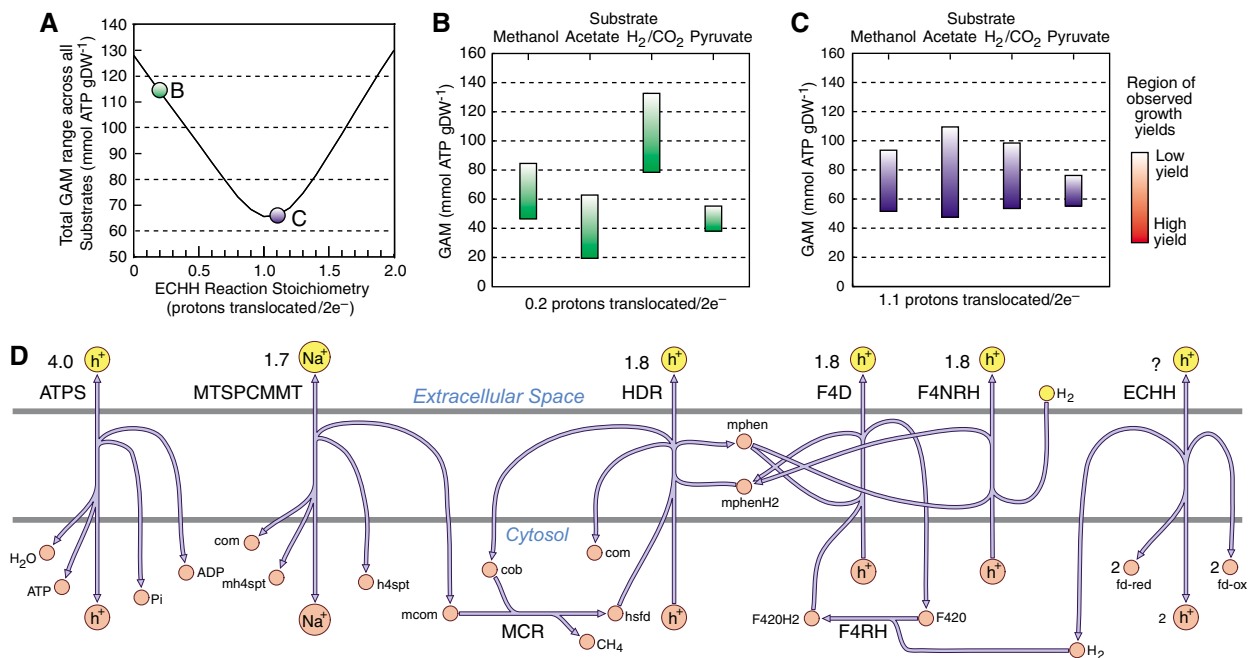 A
Total GAM range across all
Substrates (mmol ATP gDW⁻¹)
140
130
120
110
100
90
80
70
60
50
B
C
0
0.5
1.0
1.5
2.0
ECHH Reaction Stoichiometry
(protons translocated/2e⁻)
B
Substrate
Methanol Acetate H₂/CO₂ Pyruvate
GAM (mmol ATP gDW⁻¹)
160
140
120
100
80
60
40
20
0
0.2 protons translocated/2e⁻
C
Substrate
Methanol Acetate H₂/CO₂ Pyruvate
GAM (mmol ATP gDW⁻¹)
160
140
120
100
80
60
40
20
0
1.1 protons translocated/2e⁻
Region of
observed
growth
yields
Low
yield
High
yield
D
4.0 h⁺
1.7 Na⁺
1.8 h⁺
1.8 h⁺
1.8 h⁺
? h⁺
ATPS
MTSPCMMT
HDR
F4D
F4NRH
H₂
ECHH
Extracellular Space
mphen
mphenH2
Cytosol
H₂O
ATP
h⁺
Pi
ADP
com
mh4spt
Na⁺
h4spt
mcom
cob
MCR
CH₄
com
hsfd
h⁺
h⁺
h⁺
F420H2
F4RH
F420
H₂
2
fd-red
2
fd-ox
2 h⁺